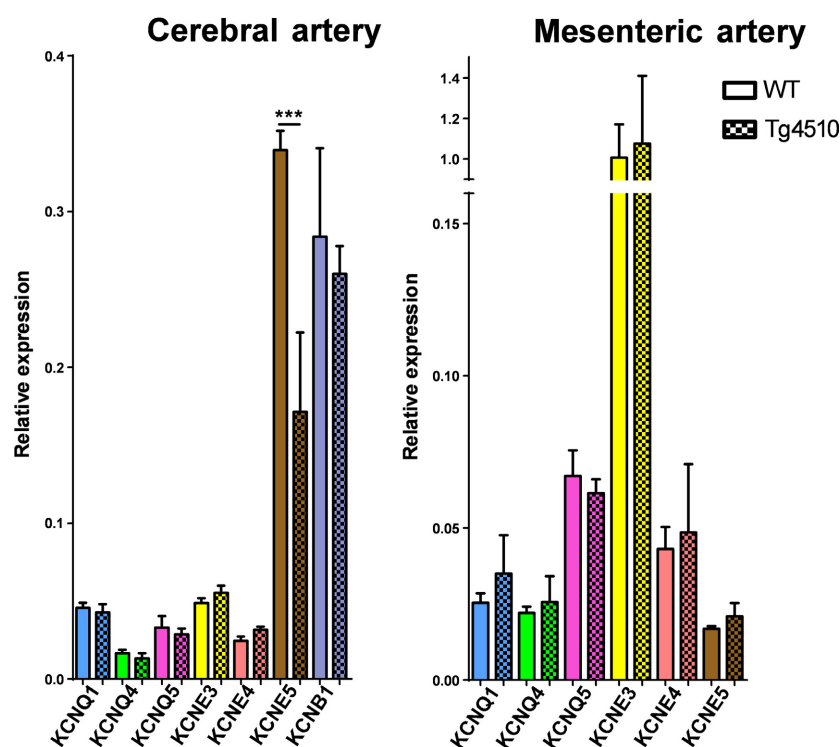 Cerebral artery
Relative expression
0.4
0.3
0.2
0.1
0.0
***
KCNQ1
KCNQ4
KCNQ5
KCNE3
KCNE4
KCNE5
KCNB1
Mesenteric artery
WT
Tg4510
Relative expression
1.4
1.2
1.0
0.15
0.10
0.05
0.00
KCNQ1
KCNQ4
KCNQ5
KCNE3
KCNE4
KCNE5